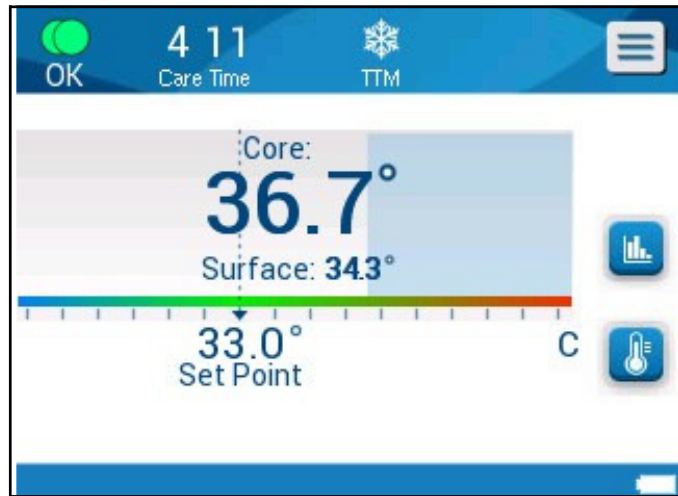 OK
4 11
Care Time
TTM
Core:
36.7°
Surface: 34.3°
33.0°
C
Set Point